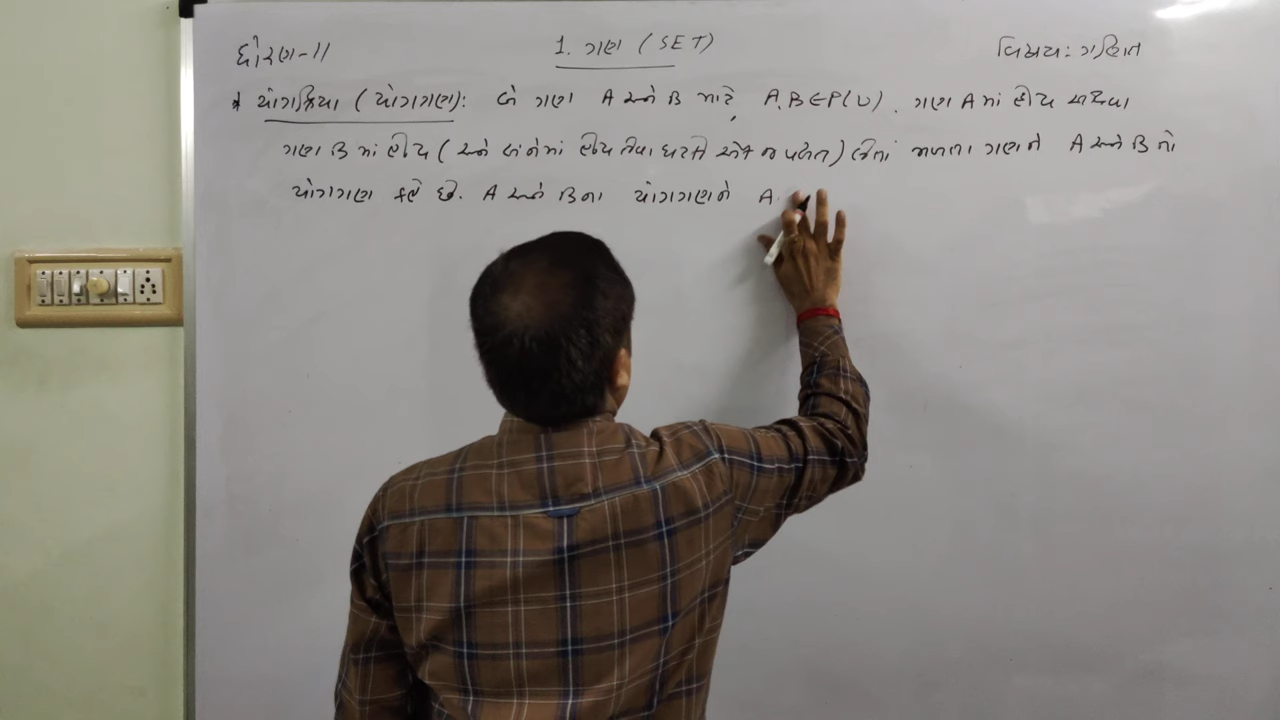 ધોરણ-11
1. ગણ (SET)
વિષય: ગણિત
* યોગક્રિયા (યોગગણ): બે ગણ A અને B માટે, A,B ∈ P(U). ગણ A માં હોય અથવા
ગણ B માં હોય (અને બંનેમાં હોય તેવા ઘટકો એક જ વખત) લેતાં મળતા ગણને A અને B નો
યોગગણ કહે છે. A અને B ના યોગગણને A